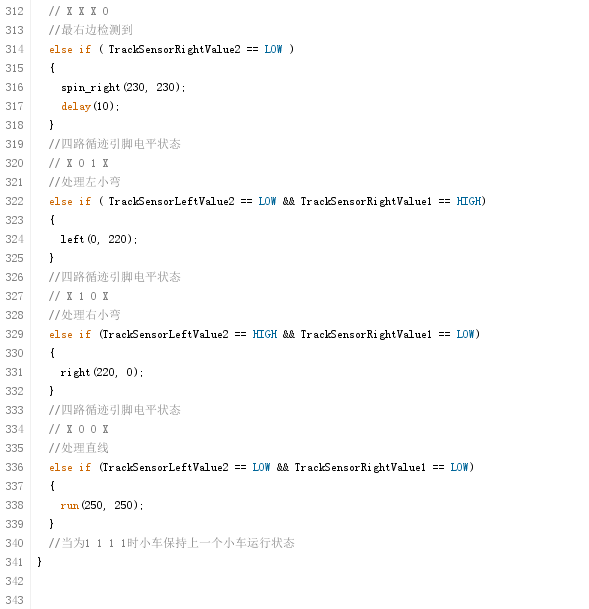 312 // X X X 0
313 //最右边检测到
314 else if ( TrackSensorRightValue2 == LOW )
315 {
316 spin_right(230, 230);
317 delay(10);
318 }
319 //四路循迹引脚电平状态
320 // X 0 1 X
321 //处理左小弯
322 else if ( TrackSensorLeftValue2 == LOW && TrackSensorRightValue1 == HIGH)
323 {
324 left(0, 220);
325 }
326 //四路循迹引脚电平状态
327 // X 1 0 X
328 //处理右小弯
329 else if (TrackSensorLeftValue2 == HIGH && TrackSensorRightValue1 == LOW)
330 {
331 right(220, 0);
332 }
333 //四路循迹引脚电平状态
334 // X 0 0 X
335 //处理直线
336 else if (TrackSensorLeftValue2 == LOW && TrackSensorRightValue1 == LOW)
337 {
338 run(250, 250);
339 }
340 //当为1 1 1 1时小车保持上一个小车运行状态
341 }
342
343